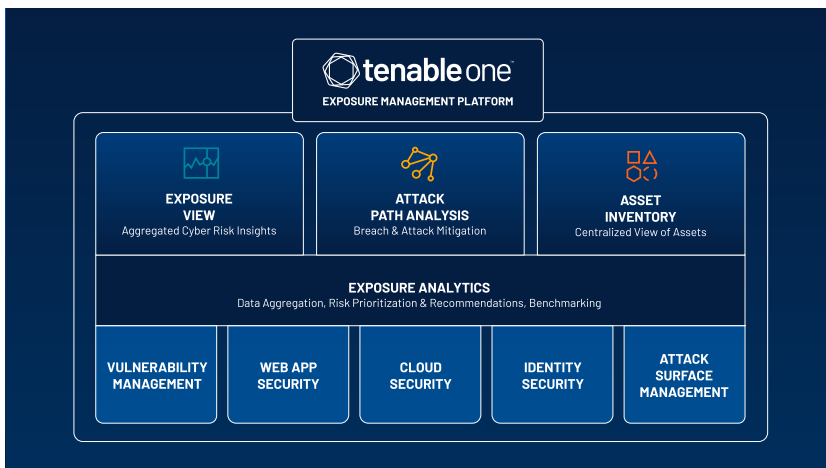 tenable one™
EXPOSURE MANAGEMENT PLATFORM
EXPOSURE
VIEW
Aggregated Cyber Risk Insights
ATTACK
PATH ANALYSIS
Breach & Attack Mitigation
ASSET
INVENTORY
Centralized View of Assets
EXPOSURE ANALYTICS
Data Aggregation, Risk Prioritization & Recommendations, Benchmarking
VULNERABILITY
MANAGEMENT
WEB APP
SECURITY
CLOUD
SECURITY
IDENTITY
SECURITY
ATTACK
SURFACE
MANAGEMENT